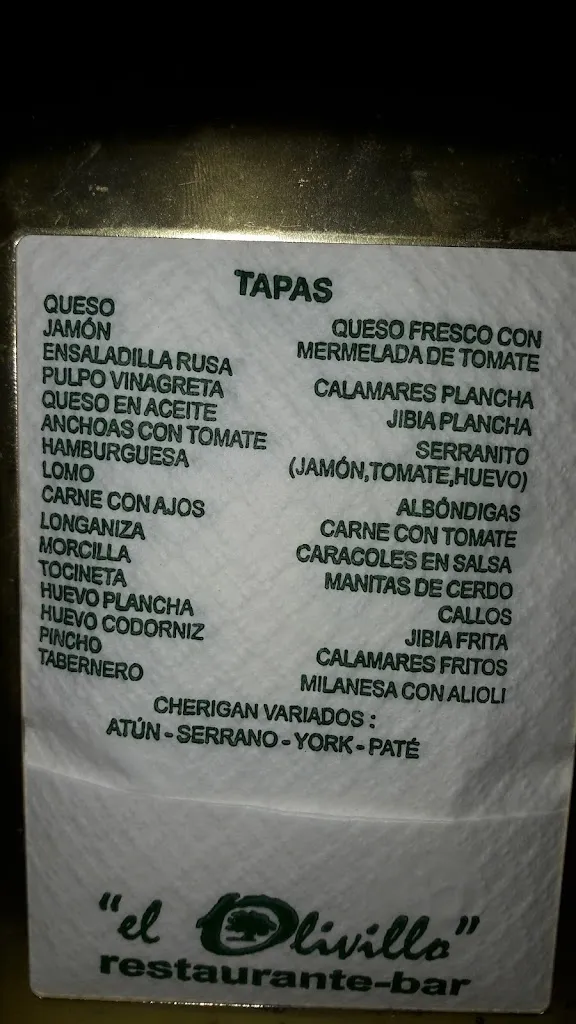 TAPAS
QUESO
JAMÓN
ENSALADILLA RUSA
PULPO VINAGRETA
QUESO EN ACEITE
ANCHOAS CON TOMATE
HAMBURGUESA
LOMO
CARNE CON AJOS
LONGANIZA
MORCILLA
TOCINETA
HUEVO PLANCHA
HUEVO CODORNIZ
PINCHO
TABERNERO
QUESO FRESCO CON
MERMELADA DE TOMATE
CALAMARES PLANCHA
JIBIA PLANCHA
SERRANITO
(JAMÓN,TOMATE,HUEVO)
ALBÓNDIGAS
CARNE CON TOMATE
CARACOLES EN SALSA
MANITAS DE CERDO
CALLOS
JIBIA FRITA
CALAMARES FRITOS
MILANESA CON ALIOLI
CHERIGAN VARIADOS :
ATÚN - SERRANO - YORK - PATÉ
"el Olivillo"
restaurante-bar